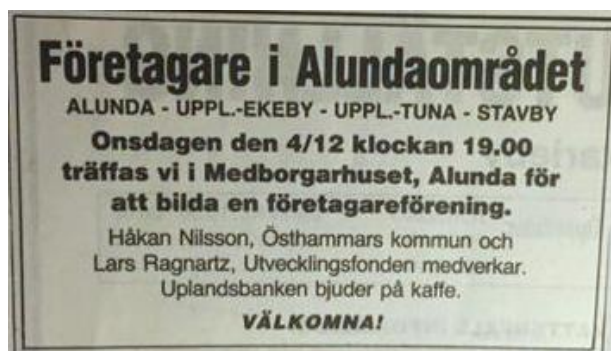 Företagare i Alundaområdet
ALUNDA - UPPL.-EKEBY - UPPL.-TUNA - STAVBY
Onsdagen den 4/12 klockan 19.00
träffas vi i Medborgarhuset, Alunda för
att bilda en företagareförening.
Håkan Nilsson, Östhammars kommun och
Lars Ragnartz, Utvecklingsfonden medverkar.
Uplandsbanken bjuder på kaffe.
VÄLKOMNA!